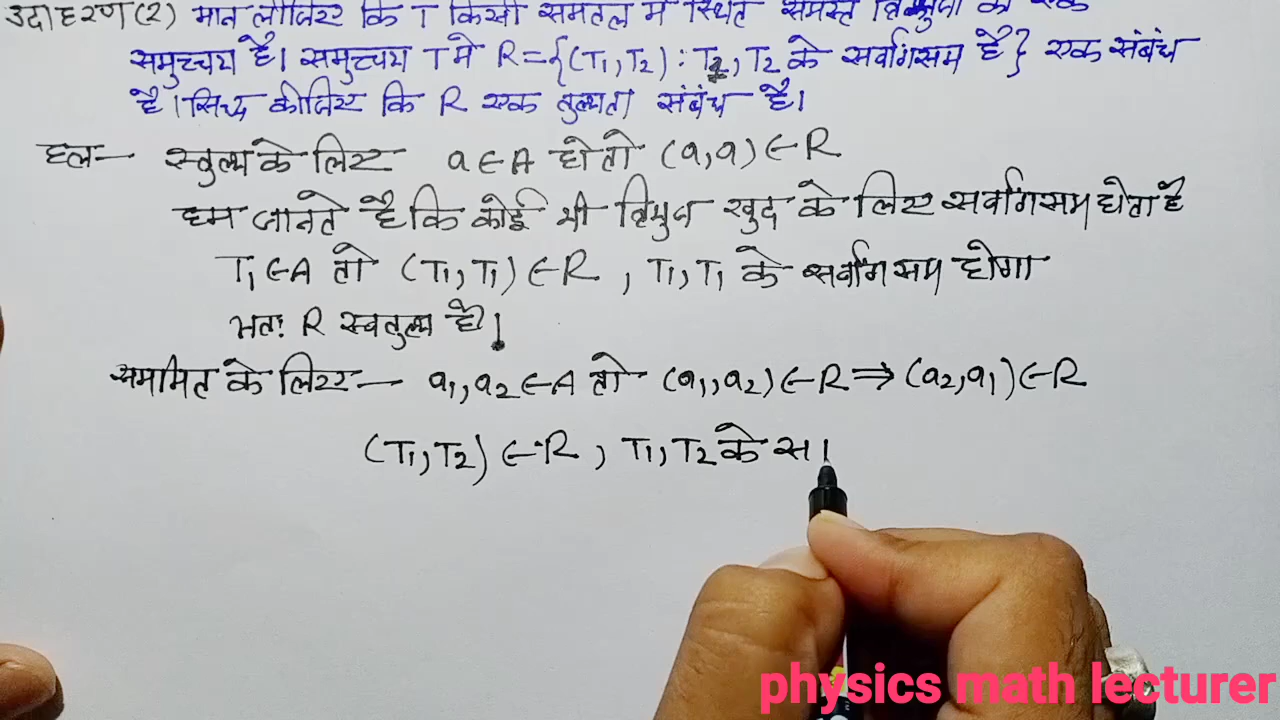 उदाहरण(2) मान लीजिए कि T किसी समतल में स्थित समस्त त्रिभुजों का एक
समुच्चय है। समुच्चय T में R={(T1,T2) : T1,T2 के सर्वांगसम है} एक संबंध
है। सिध्द कीजिए कि R एक तुल्यता संबंध है।
हल— स्वतुल्य के लिए a∈A हो तो (a,a)∈R
हम जानते है कि कोई भी त्रिभुज खुद के लिए सर्वांगसम होता है
T1∈A तो (T1,T1)∈R , T1,T1 के सर्वांगसम होगा
अतः R स्वतुल्य है।
सममित के लिए— a1,a2∈A तो (a1,a2)∈R⇒(a2,a1)∈R
(T1,T2)∈R , T1,T2 के स
physics math lecturer